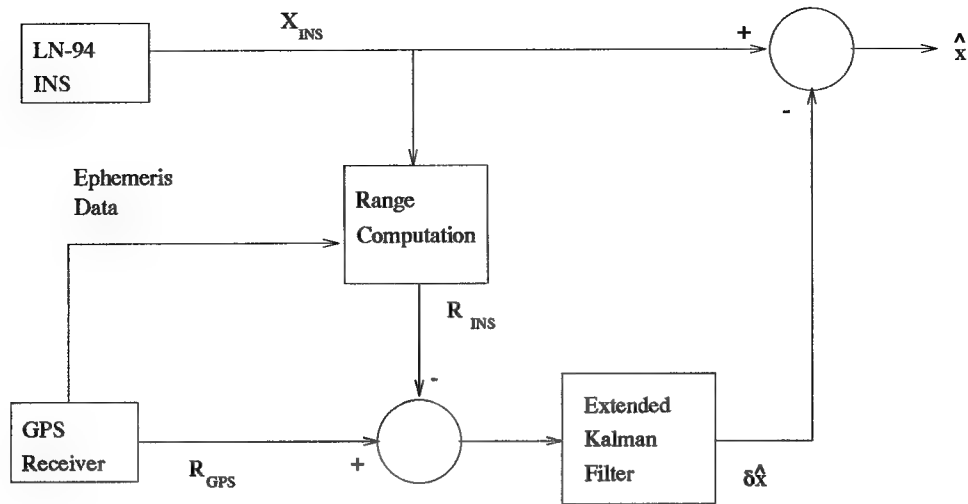 X_INS
+
LN-94
INS
x̂
-
Ephemeris
Data
Range
Computation
R_INS
-
GPS
Receiver
R_GPS
+
Extended
Kalman
Filter
δx̂